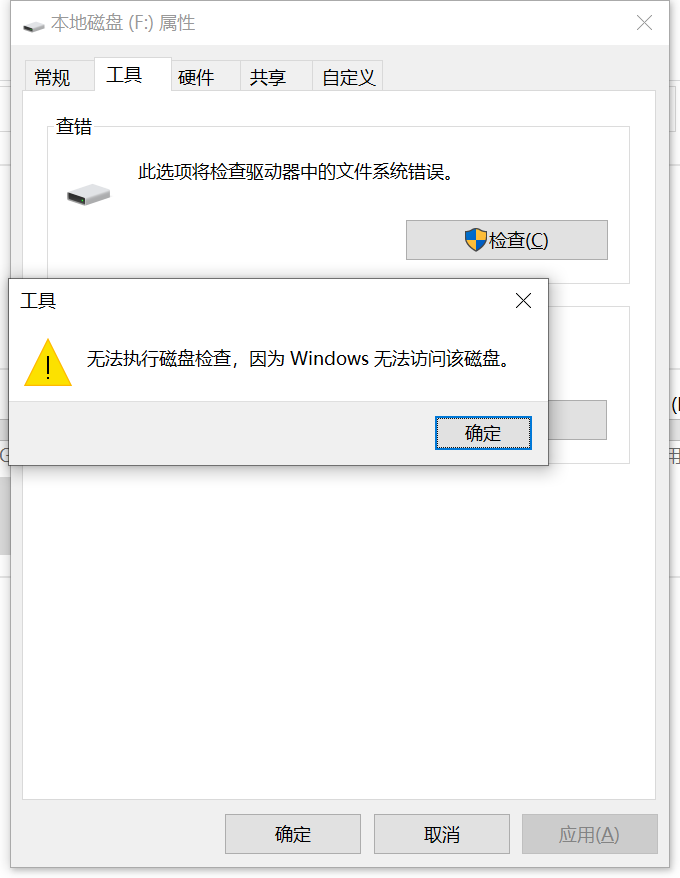 本地磁盘 (F:) 属性
常规 工具 硬件 共享 自定义
查错
此选项将检查驱动器中的文件系统错误。
检查(C)
工具
无法执行磁盘检查，因为 Windows 无法访问该磁盘。
确定
用
确定 取消 应用(A)